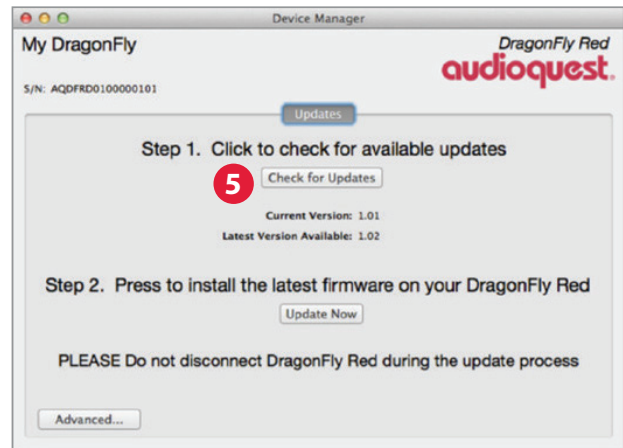 Device Manager
My DragonFly
DragonFly Red
audioquest.
S/N: AQDFRD0100000101
Updates
Step 1. Click to check for available updates
5
Check for Updates
Current Version: 1.01
Latest Version Available: 1.02
Step 2. Press to install the latest firmware on your DragonFly Red
Update Now
PLEASE Do not disconnect DragonFly Red during the update process
Advanced...